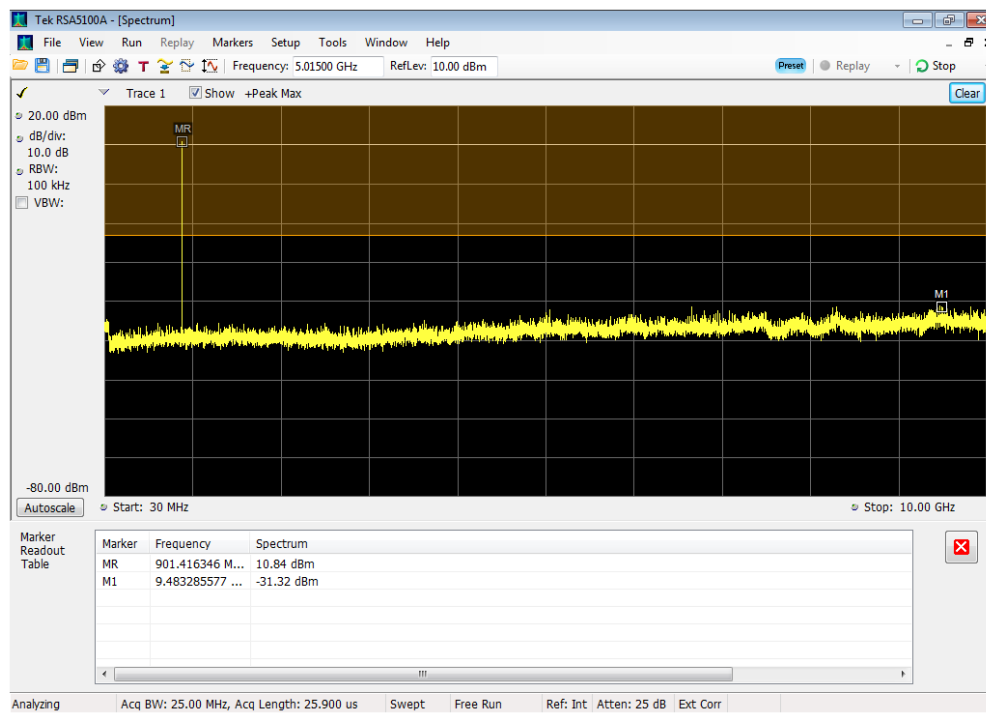 Tek RSA5100A - [Spectrum]
File View Run Replay Markers Setup Tools Window Help
Frequency: 5.01500 GHz RefLev: 10.00 dBm Preset Replay Stop
Trace 1 Show +Peak Max Clear
20.00 dBm
dB/div:
10.0 dB
RBW:
100 kHz
VBW:
MR
M1
-80.00 dBm
Autoscale Start: 30 MHz Stop: 10.00 GHz
Marker
Readout
Table
Marker Frequency Spectrum
MR 901.416346 M... 10.84 dBm
M1 9.483285577 ... -31.32 dBm
Analyzing Acq BW: 25.00 MHz, Acq Length: 25.900 us Swept Free Run Ref: Int Atten: 25 dB Ext Corr